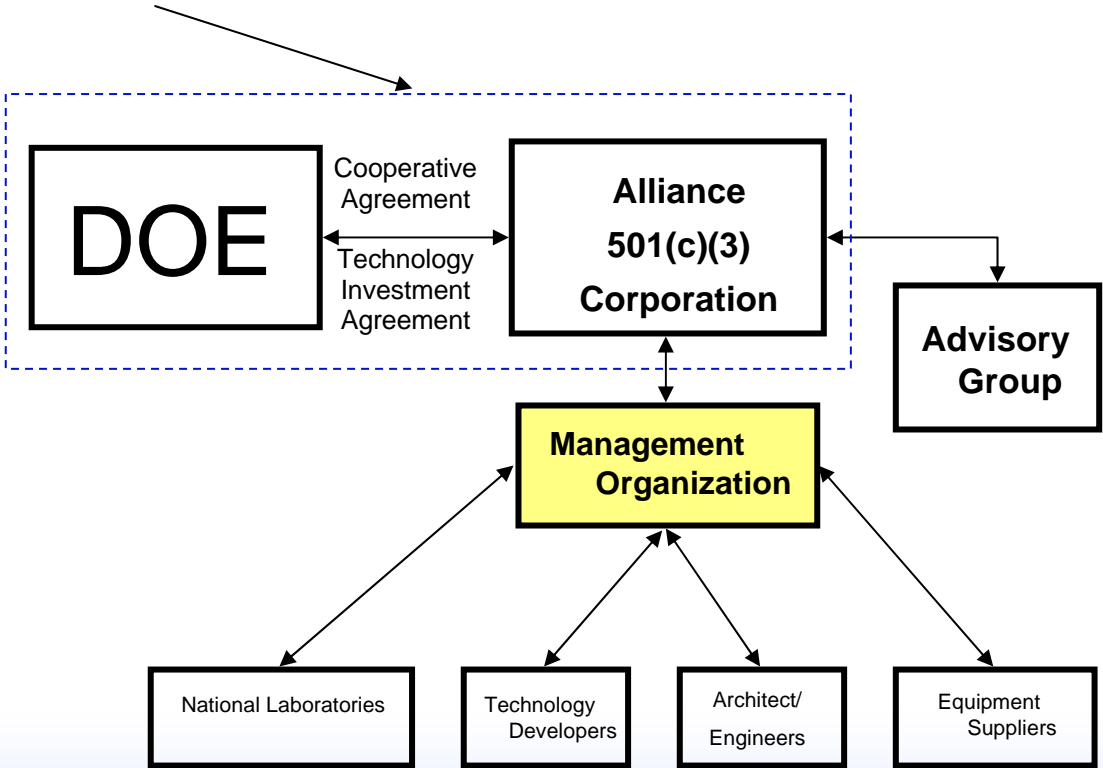 DOE
Cooperative
Agreement
Technology
Investment
Agreement
Alliance
501(c)(3)
Corporation
Advisory
Group
Management
Organization
National Laboratories
Technology
Developers
Architect/
Engineers
Equipment
Suppliers